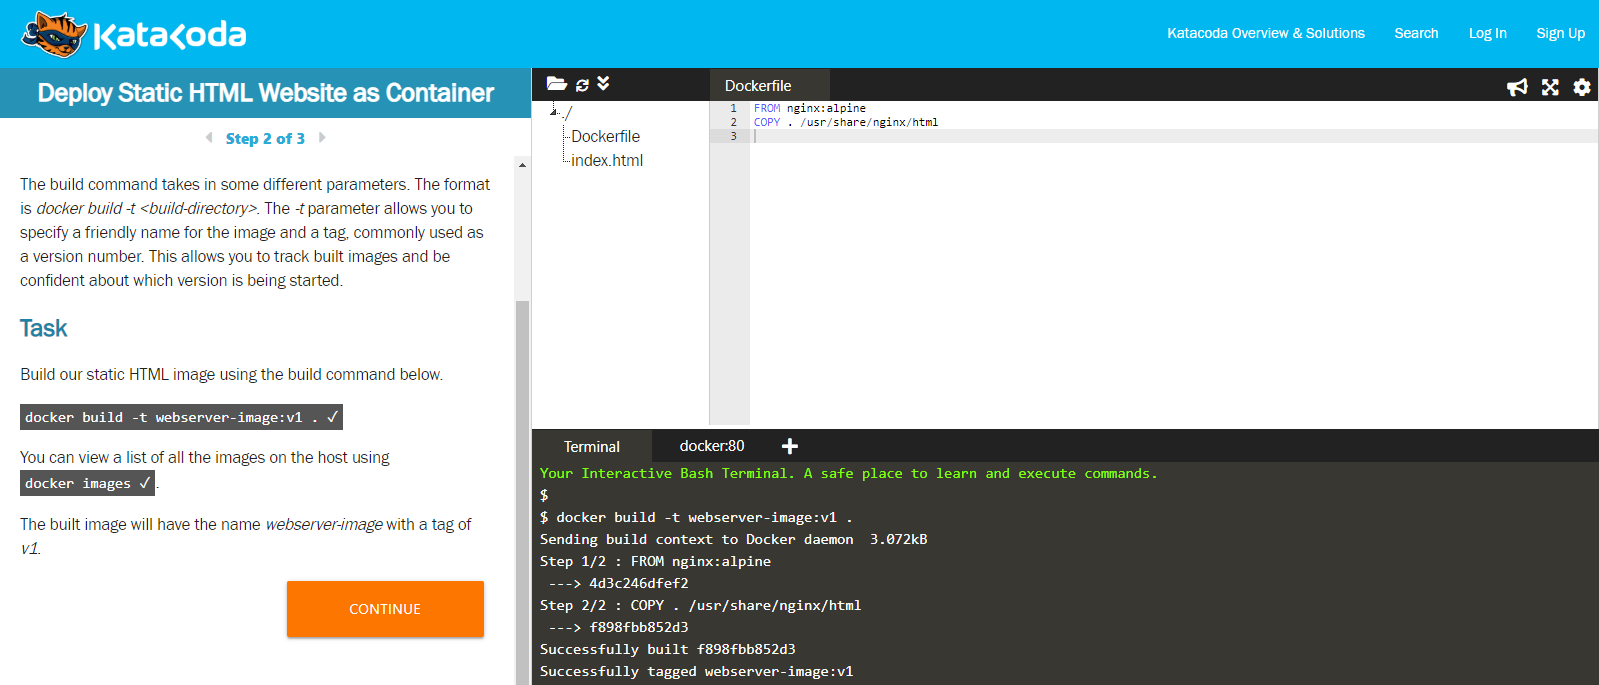 Katacoda
Katacoda Overview & Solutions
Search
Log In
Sign Up
Deploy Static HTML Website as Container
Step 2 of 3
The build command takes in some different parameters. The format
is docker build -t <build-directory>. The -t parameter allows you to
specify a friendly name for the image and a tag, commonly used as
a version number. This allows you to track built images and be
confident about which version is being started.
Task
Build our static HTML image using the build command below.
docker build -t webserver-image:v1 . ✓
You can view a list of all the images on the host using
docker images ✓.
The built image will have the name webserver-image with a tag of
v1.
CONTINUE
./
Dockerfile
index.html
Dockerfile
1 FROM nginx:alpine
2 COPY . /usr/share/nginx/html
3
Terminal
docker:80
Your Interactive Bash Terminal. A safe place to learn and execute commands.
$
$ docker build -t webserver-image:v1 .
Sending build context to Docker daemon  3.072kB
Step 1/2 : FROM nginx:alpine
 ---> 4d3c246dfef2
Step 2/2 : COPY . /usr/share/nginx/html
 ---> f898fbb852d3
Successfully built f898fbb852d3
Successfully tagged webserver-image:v1